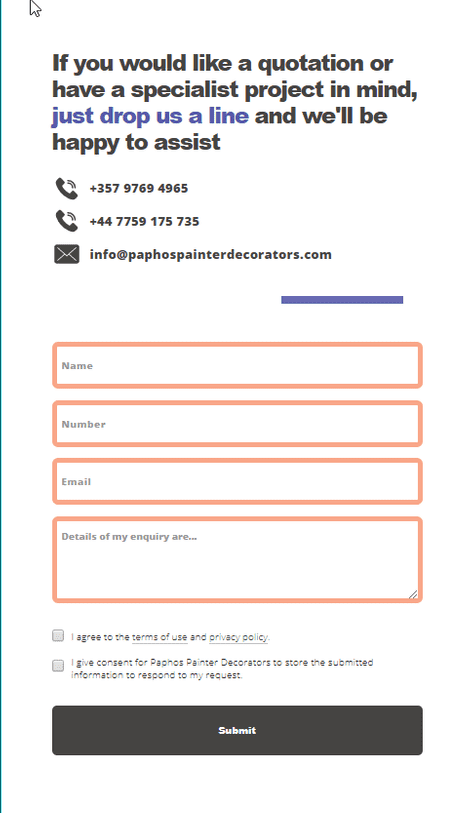 If you would like a quotation or
have a specialist project in mind,
just drop us a line and we'll be
happy to assist
+357 9769 4965
+44 7759 175 735
info@paphospainterdecorators.com
Name
Number
Email
Details of my enquiry are...
I agree to the terms of use and privacy policy.
I give consent for Paphos Painter Decorators to store the submitted
information to respond to my request.
Submit